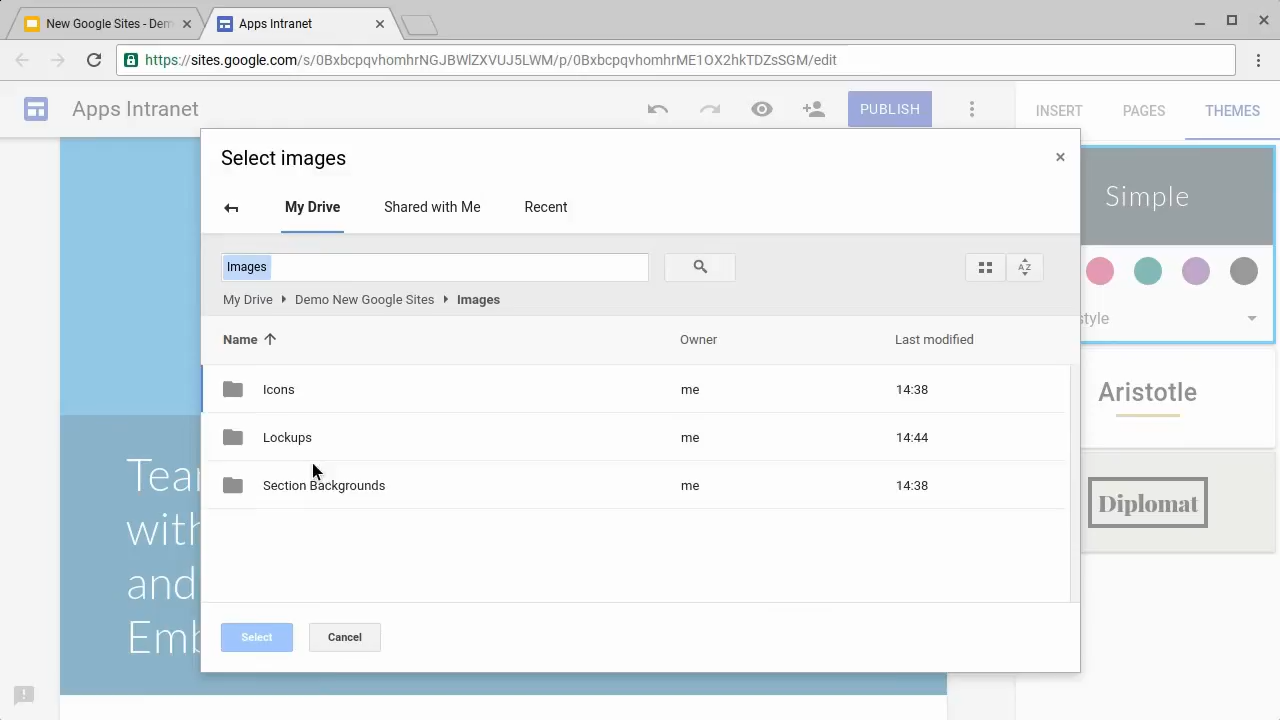 New Google Sites - Dem
Apps Intranet
https://sites.google.com/s/0BxbcpqvhomhrNGJBWlZXVUJ5LWM/p/0BxbcpqvhomhrME1OX2hkTDZsSGM/edit
Apps Intranet
PUBLISH
INSERT
PAGES
THEMES
Select images
My Drive
Shared with Me
Recent
Images
AZ
My Drive
Demo New Google Sites
Images
Name
Owner
Last modified
Icons
me
14:38
Lockups
me
14:44
Section Backgrounds
me
14:38
Select
Cancel
Simple
style
Aristotle
Diplomat
Tear
with
and
Emb